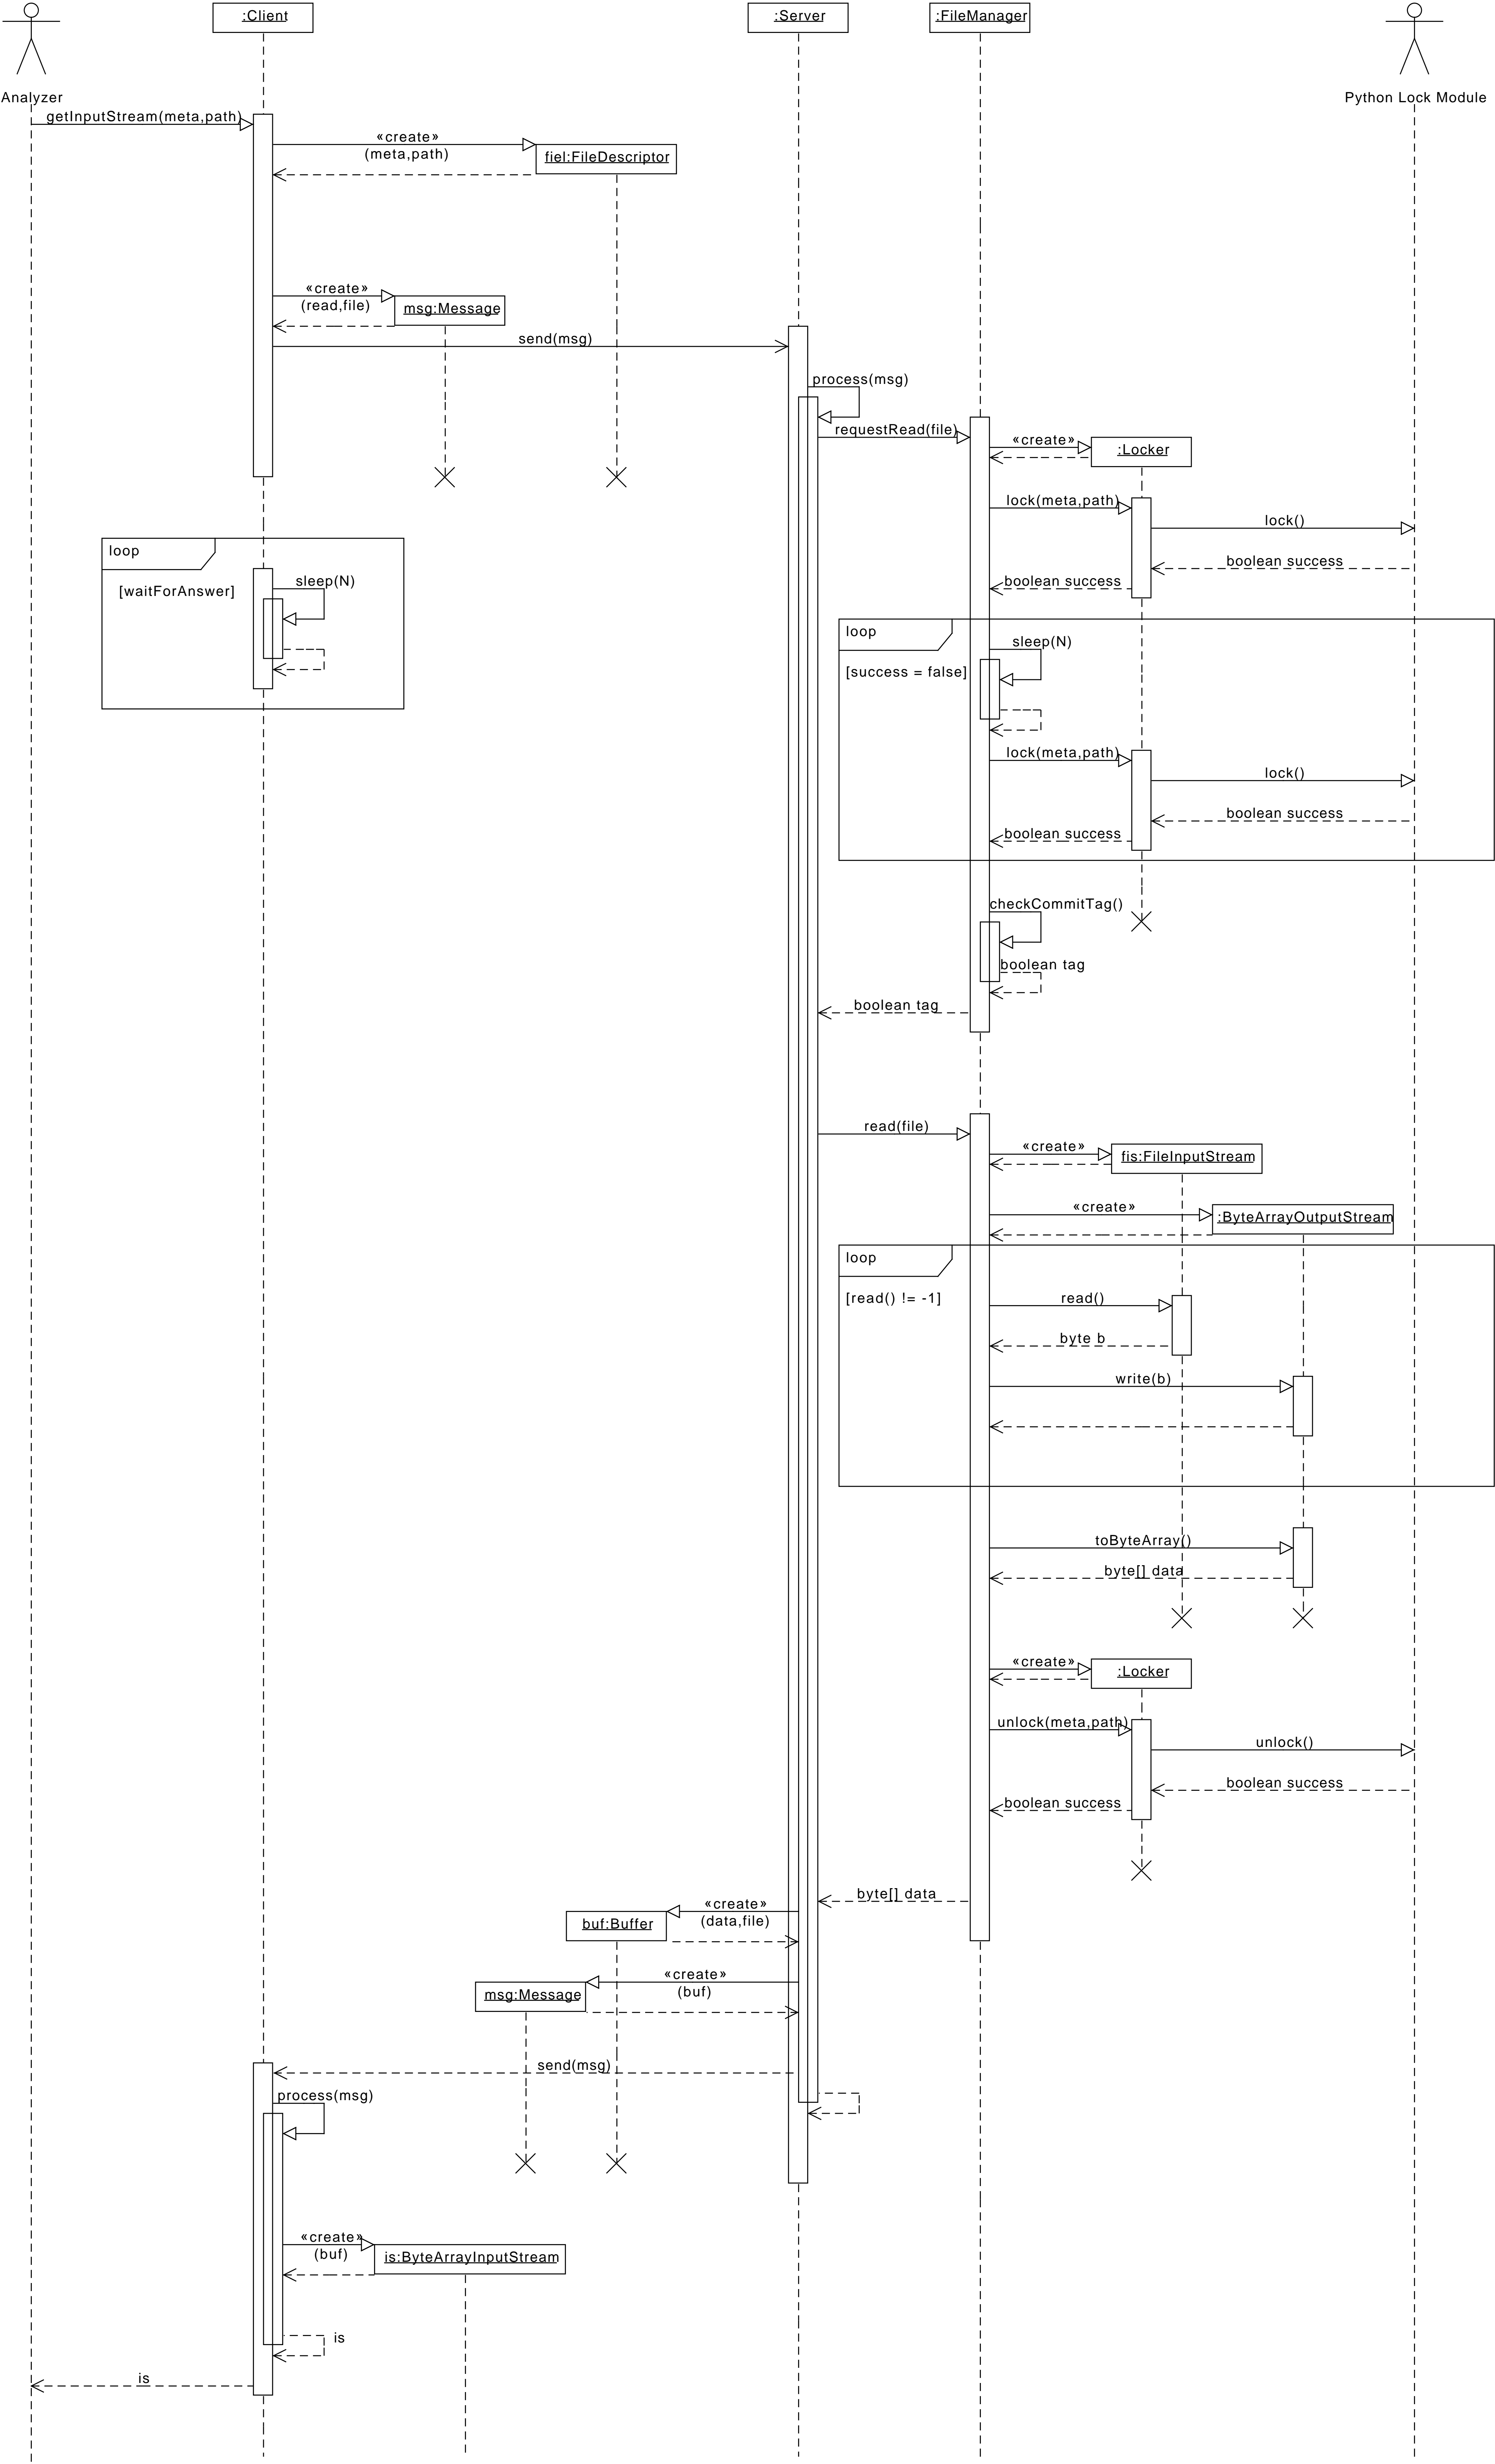 :Client
:Server
:FileManager
Analyzer
Python Lock Module
getInputStream(meta,path)
«create»
(meta,path)
fiel:FileDescriptor
«create»
(read,file)
msg:Message
send(msg)
process(msg)
requestRead(file)
«create»
:Locker
lock(meta,path)
lock()
boolean success
boolean success
loop
[waitForAnswer]
sleep(N)
loop
[success = false]
sleep(N)
lock(meta,path)
lock()
boolean success
boolean success
checkCommitTag()
boolean tag
boolean tag
read(file)
«create»
fis:FileInputStream
«create»
:ByteArrayOutputStream
loop
[read() != -1]
read()
byte b
write(b)
toByteArray()
byte[] data
«create»
:Locker
unlock(meta,path)
unlock()
boolean success
boolean success
byte[] data
«create»
(data,file)
buf:Buffer
«create»
(buf)
msg:Message
send(msg)
process(msg)
«create»
(buf)
is:ByteArrayInputStream
is
is